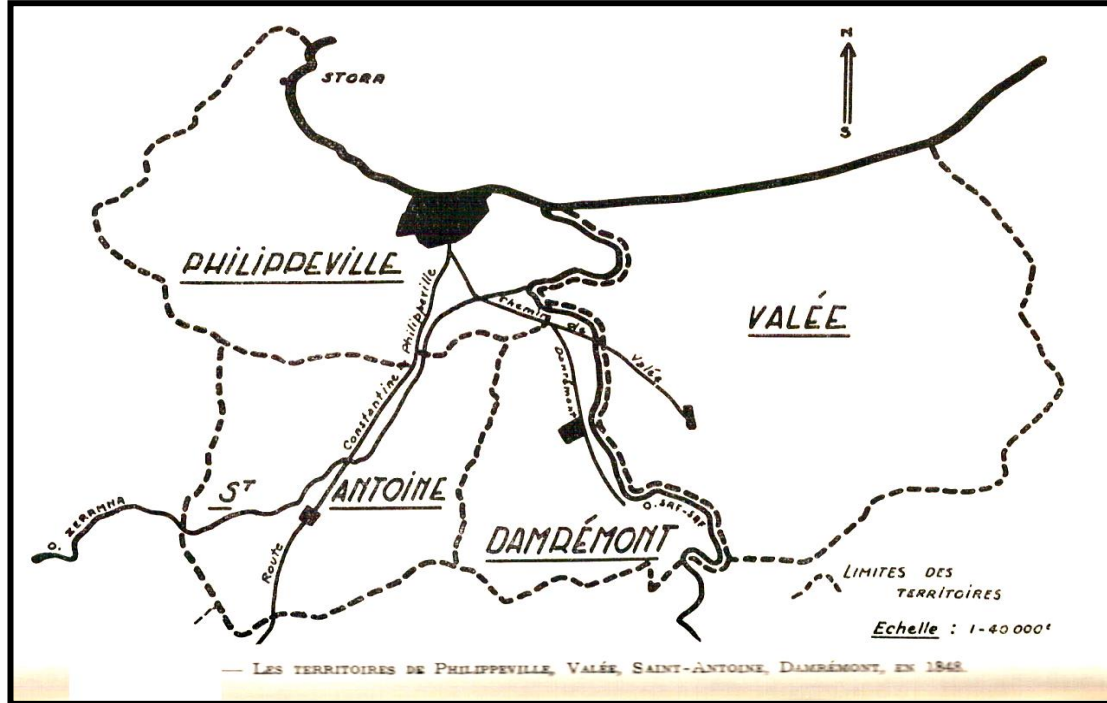 N
S
STORA
PHILIPPEVILLE
VALÉE
Chemin de Valée
Damrémont
Route Constantine à Philippeville
ST ANTOINE
O. ZERAMNA
O. SAF-SAF
DAMRÉMONT
LIMITES DES
TERRITOIRES
Echelle : 1-40 000e
— LES TERRITOIRES DE PHILIPPEVILLE, VALÉE, SAINT-ANTOINE, DAMRÉMONT, EN 1848.